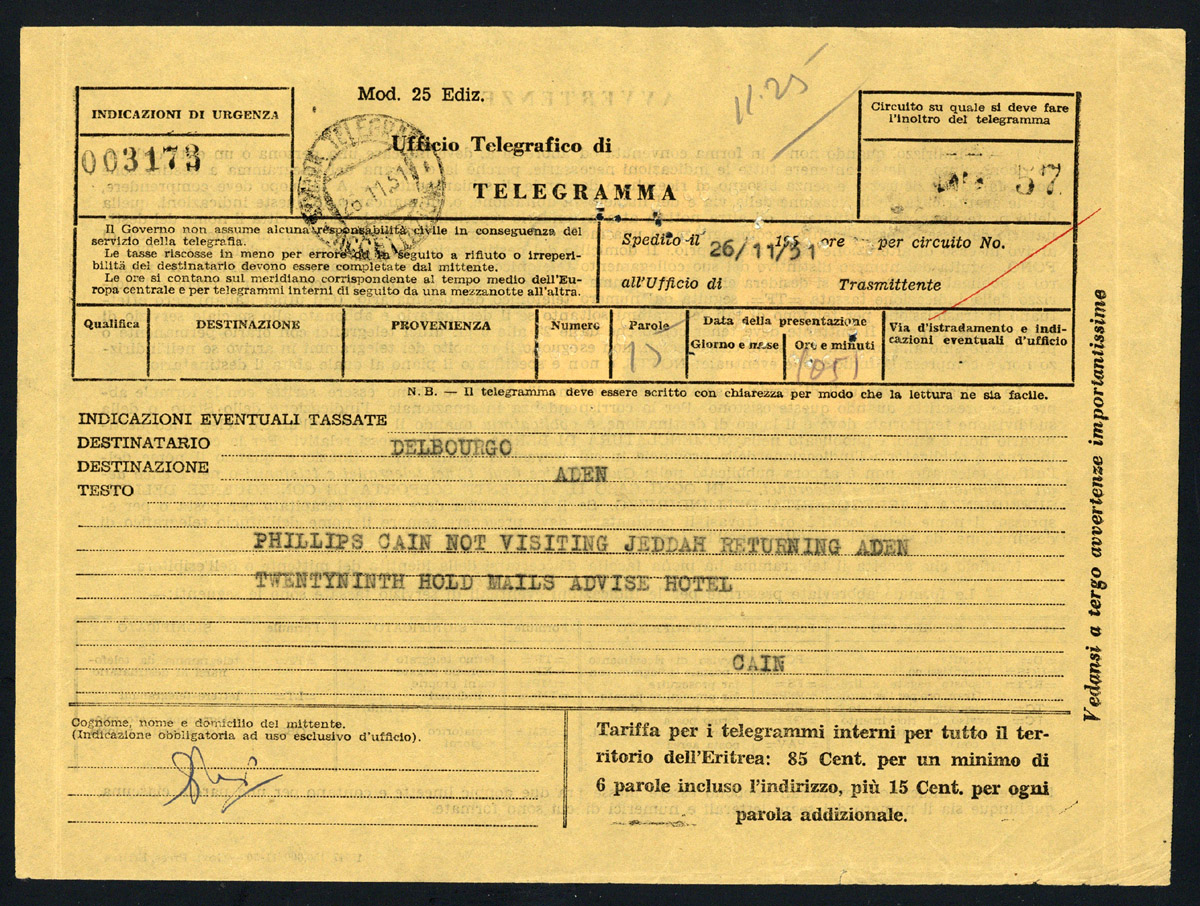 Mod. 25 Ediz.
11.25
INDICAZIONI DI URGENZA
003173
Ufficio Telegrafico di
TELEGRAMMA
26.11.51
Circuito su quale si deve fare
l'inoltro del telegramma
57
Il Governo non assume alcuna responsabilità civile in conseguenza del
servizio della telegrafia.
Le tasse riscosse in meno per errore od in seguito a rifiuto o irreperi-
bilità del destinatario devono essere completate dal mittente.
Le ore si contano sul meridiano corrispondente al tempo medio dell'Eu-
ropa centrale e per telegrammi interni di seguito da una mezzanotte all'altra.
Spedito il 26/11/51 195 ore per circuito No.
all'Ufficio di Trasmittente
Qualifica
DESTINAZIONE
PROVENIENZA
Numero
Parole
Data della presentazione
Giorno e mese
Ore e minuti
Via d'istradamento e indi-
cazioni eventuali d'ufficio
15
1051
N. B. — Il telegramma deve essere scritto con chiarezza per modo che la lettura ne sia facile.
INDICAZIONI EVENTUALI TASSATE
DESTINATARIO DELBOURGO
DESTINAZIONE ADEN
TESTO
PHILLIPS CAIN NOT VISITING JEDDAH RETURNING ADEN
TWENTYNINTH HOLD MAILS ADVISE HOTEL
CAIN
Vedansi a tergo avvertenze importantissime
Cognome, nome e domicilio del mittente.
(Indicazione obbligatoria ad uso esclusivo d'ufficio).
Tariffa per i telegrammi interni per tutto il ter-
ritorio dell'Eritrea: 85 Cent. per un minimo di
6 parole incluso l'indirizzo, più 15 Cent. per ogni
parola addizionale.